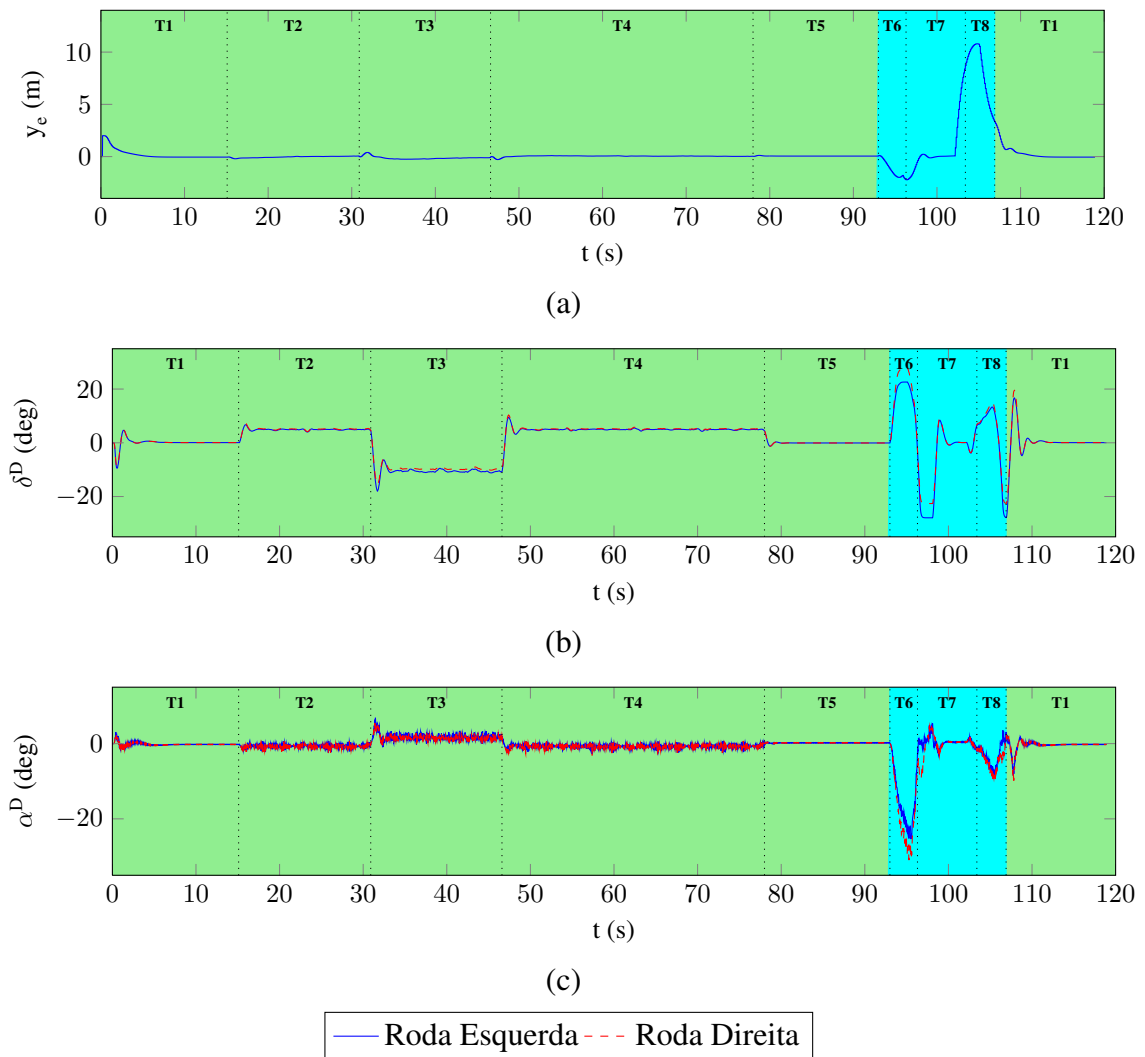 T1 T2 T3 T4 T5 T6 T7 T8 T1
10
5
0
y_e (m)
0 10 20 30 40 50 60 70 80 90 100 110 120
t (s)
(a)
T1 T2 T3 T4 T5 T6 T7 T8 T1
20
0
−20
δ^D (deg)
0 10 20 30 40 50 60 70 80 90 100 110 120
t (s)
(b)
T1 T2 T3 T4 T5 T6 T7 T8 T1
0
−20
α^D (deg)
0 10 20 30 40 50 60 70 80 90 100 110 120
t (s)
(c)
Roda Esquerda Roda Direita